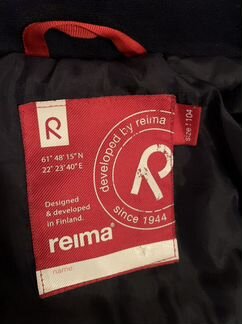 R
61° 48' 15" N
22° 23' 40" E
developed by reima
R
since 1944
size: 104
Designed
& developed
in Finland.
reima®
name: